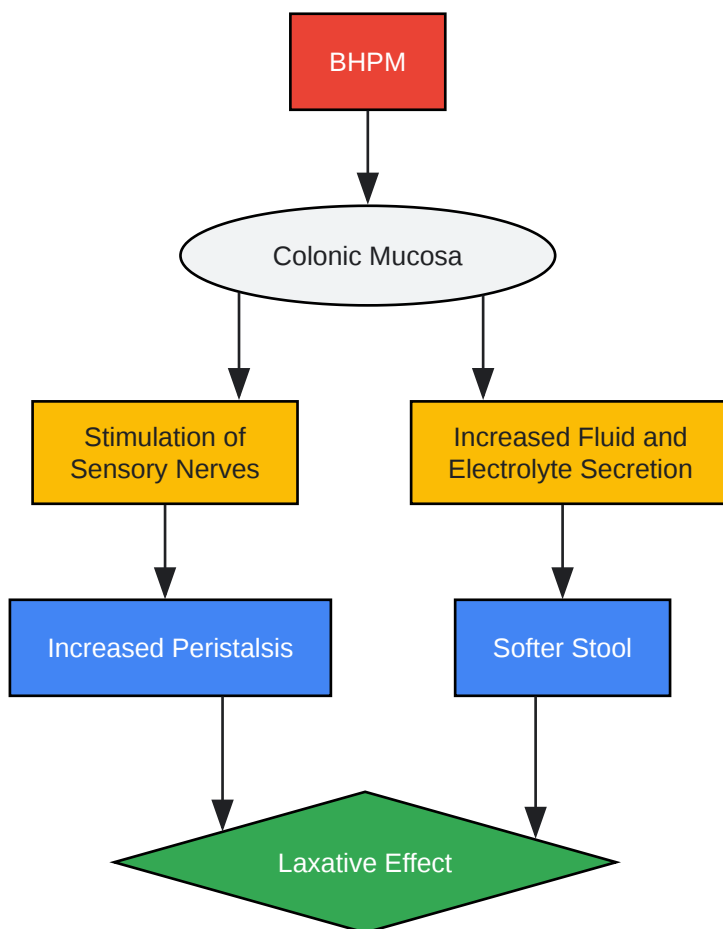 BHPM
Colonic Mucosa
Stimulation of
Sensory Nerves
Increased Fluid and
Electrolyte Secretion
Increased Peristalsis
Softer Stool
Laxative Effect